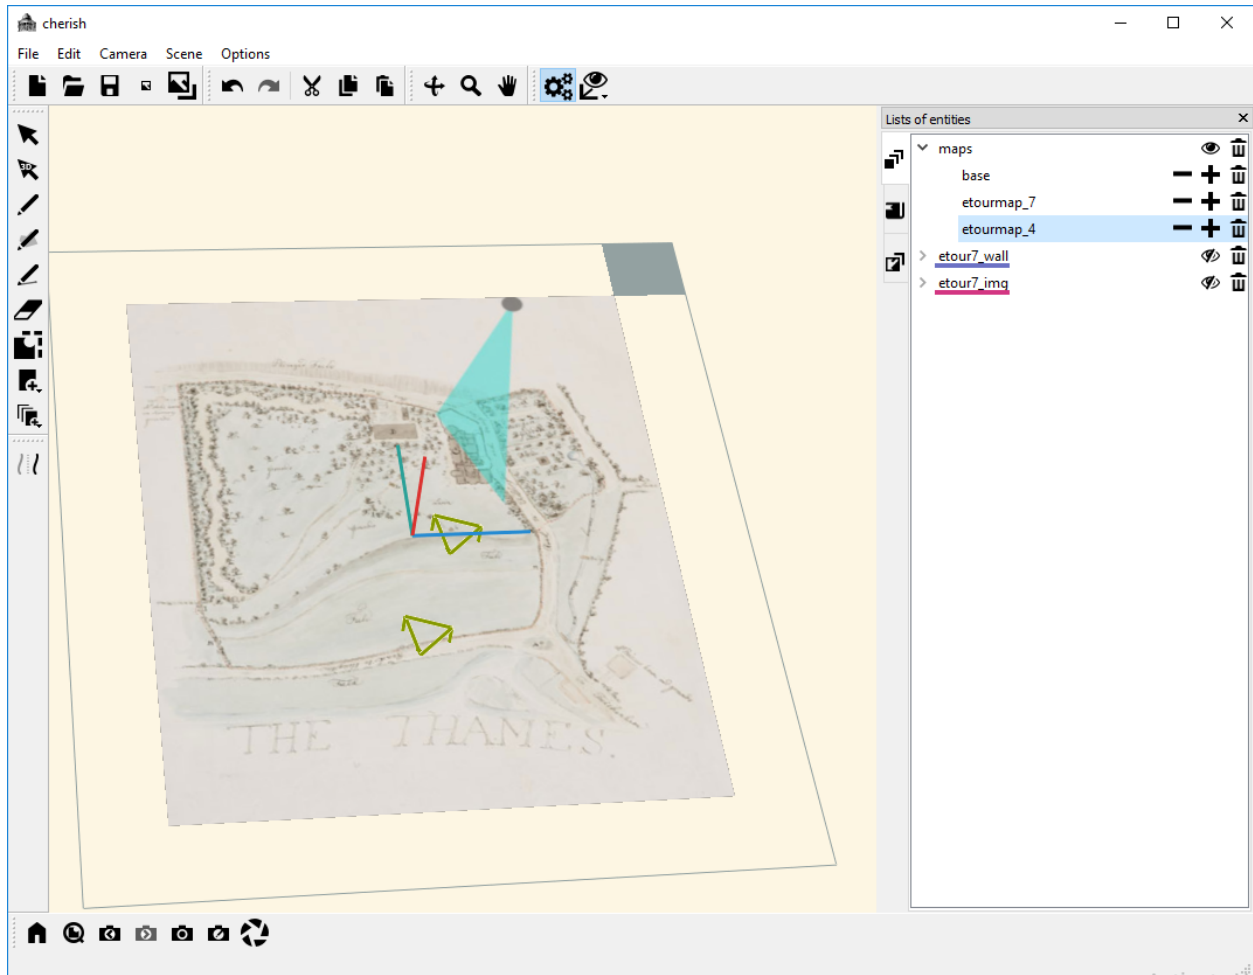 cherish
File Edit Camera Scene Options
Lists of entities
maps
base
etourmap_7
etourmap_4
etour7_wall
etour7_img
THE THAMES.